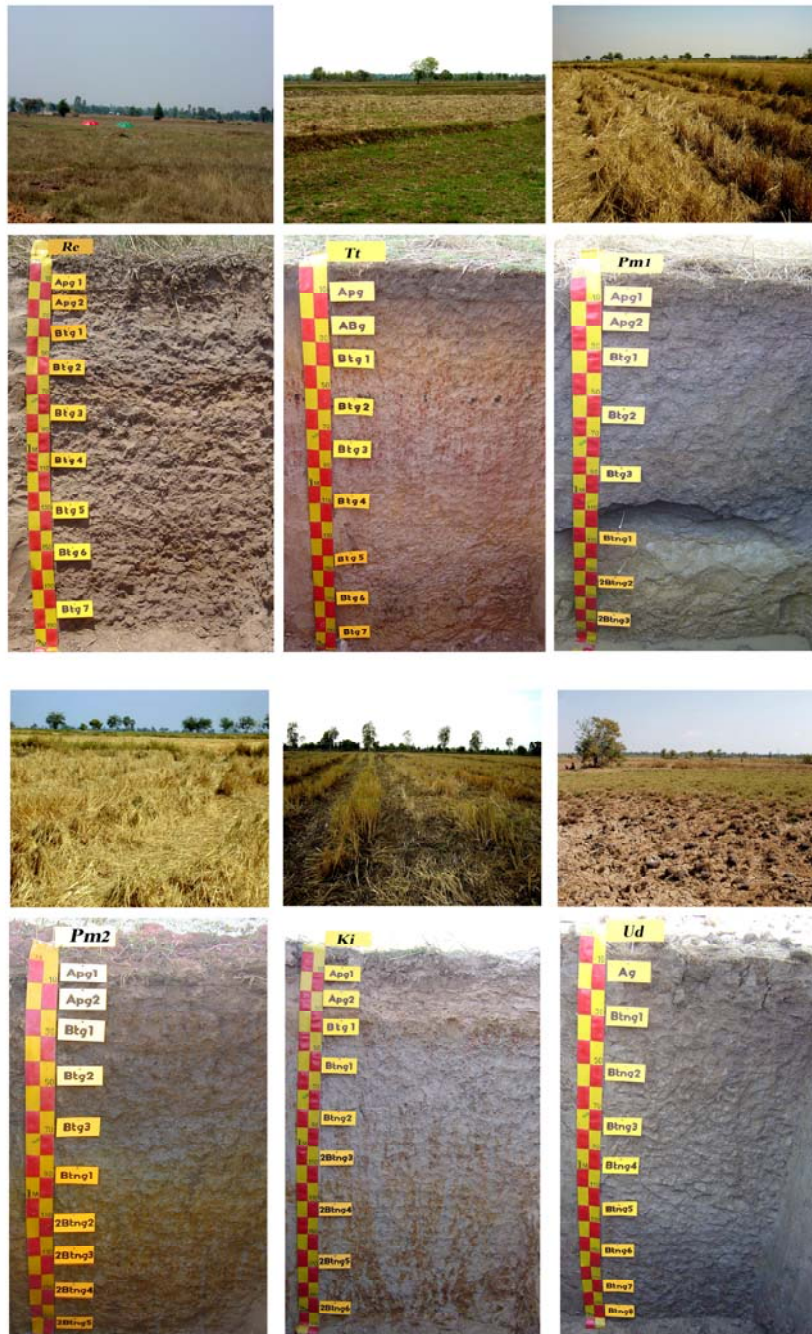 Re
Apg1
Apg2
Btg1
Btg2
Btg3
Btg4
Btg5
Btg6
Btg7
Tt
Apg
ABg
Btg1
Btg2
Btg3
Btg4
Btg5
Btg6
Btg7
Pm1
Apg1
Apg2
Btg1
Btg2
Btg3
Btng1
2Btng2
2Btng3
Pm2
Apg1
Apg2
Btg1
Btg2
Btg3
Btng1
2Btng2
2Btng3
2Btng4
2Btng5
Ki
Apg1
Apg2
Btg1
Btng1
Btng2
2Btng3
2Btng4
2Btng5
2Btng6
Ud
Ag
Btng1
Btng2
Btng3
Btng4
Btng5
Btng6
Btng7
Btng8